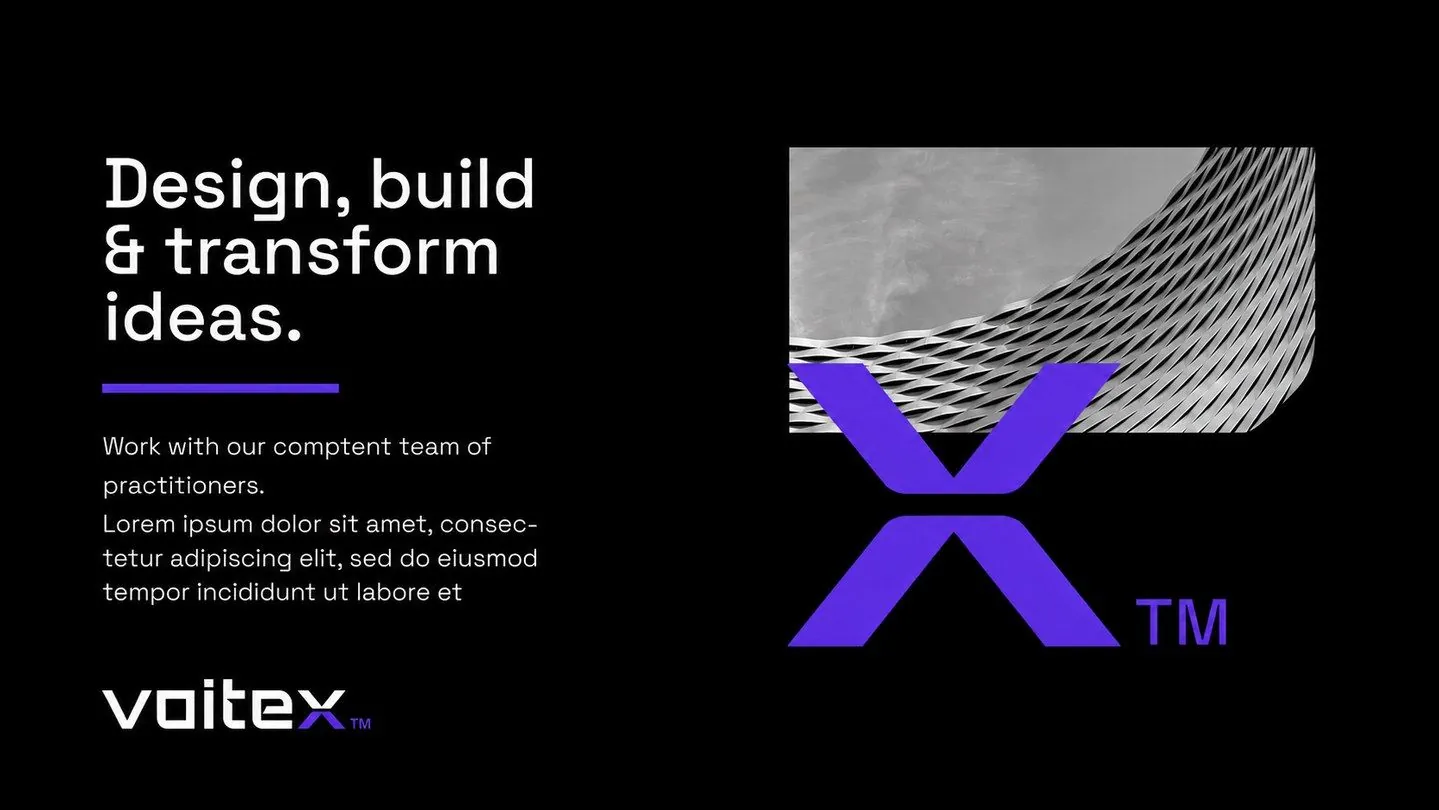 Design, build
& transform
ideas.
Work with our comptent team of
practitioners.
Lorem ipsum dolor sit amet, consec-
tetur adipiscing elit, sed do eiusmod
tempor incididunt ut labore et
voitex™
X™